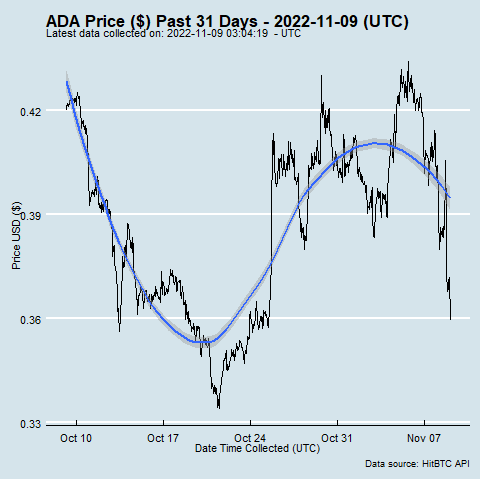 ADA Price ($) Past 31 Days - 2022-11-09 (UTC)
Latest data collected on: 2022-11-09 03:04:19 - UTC
0.42
0.39
0.36
0.33
Price USD ($)
Oct 10 Oct 17 Oct 24 Oct 31 Nov 07
Date Time Collected (UTC)
Data source: HitBTC API